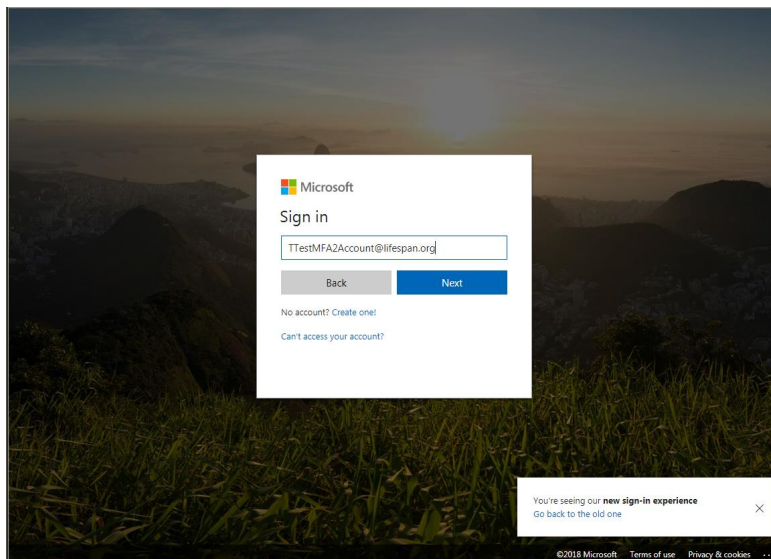 Microsoft
Sign in
TTestMFA2Account@lifespan.org
Back
Next
No account? Create one!
Can't access your account?
You're seeing our new sign-in experience
Go back to the old one
©2018 Microsoft Terms of use Privacy & cookies ...